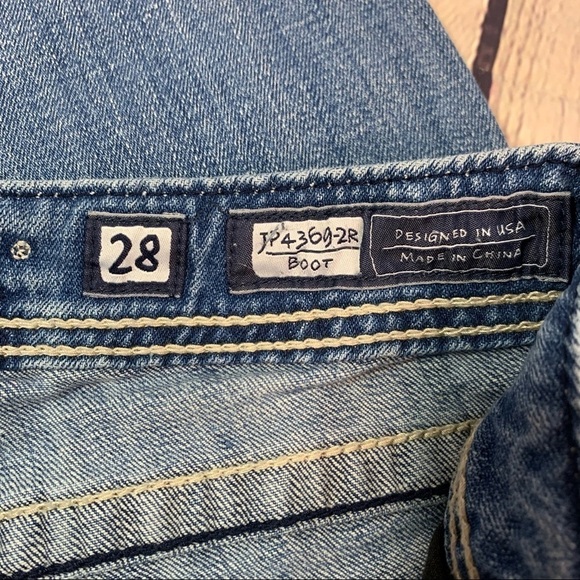 28
JP4369-2R
BOOT
DESIGNED IN USA
MADE IN CHINA